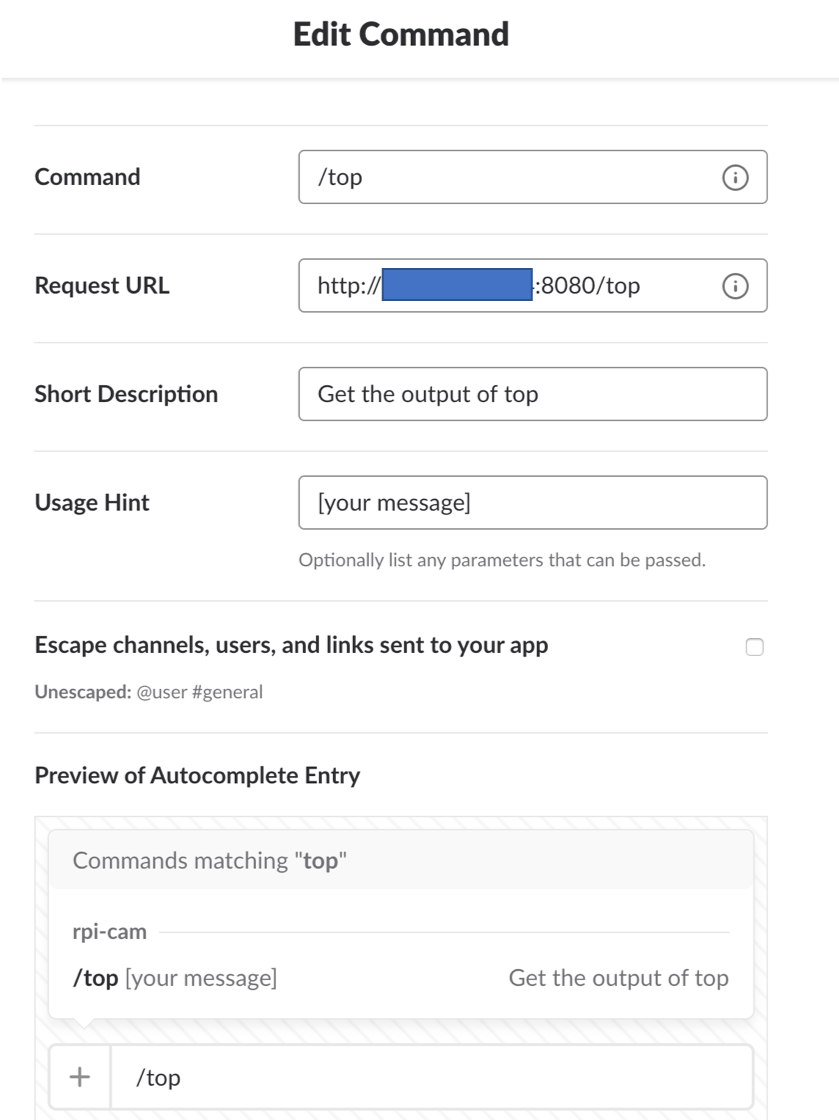 Edit Command
Command
/top
Request URL
http:// :8080/top
Short Description
Get the output of top
Usage Hint
[your message]
Optionally list any parameters that can be passed.
Escape channels, users, and links sent to your app
Unescaped: @user #general
Preview of Autocomplete Entry
Commands matching "top"
rpi-cam
/top [your message] Get the output of top
+ /top